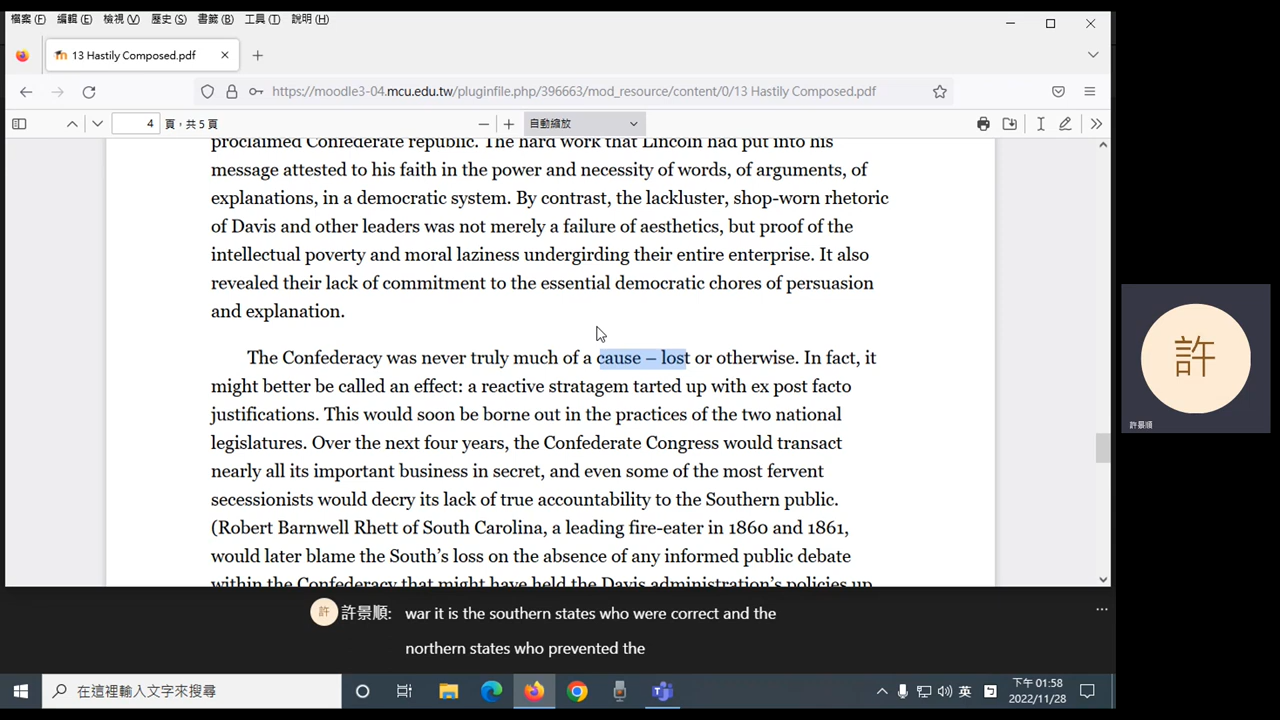 檔案 (F) 編輯 (E) 檢視 (V) 歷史 (S) 書籤 (B) 工具 (T) 說明 (H)
13 Hastily Composed.pdf
https://moodle3-04.mcu.edu.tw/pluginfile.php/396663/mod_resource/content/0/13 Hastily Composed.pdf
4 頁，共 5 頁 自動縮放
proclaimed Confederate republic. The hard work that Lincoln had put into his
message attested to his faith in the power and necessity of words, of arguments, of
explanations, in a democratic system. By contrast, the lackluster, shop-worn rhetoric
of Davis and other leaders was not merely a failure of aesthetics, but proof of the
intellectual poverty and moral laziness undergirding their entire enterprise. It also
revealed their lack of commitment to the essential democratic chores of persuasion
and explanation.
The Confederacy was never truly much of a cause – lost or otherwise. In fact, it
might better be called an effect: a reactive stratagem tarted up with ex post facto
justifications. This would soon be borne out in the practices of the two national
legislatures. Over the next four years, the Confederate Congress would transact
nearly all its important business in secret, and even some of the most fervent
secessionists would decry its lack of true accountability to the Southern public.
(Robert Barnwell Rhett of South Carolina, a leading fire-eater in 1860 and 1861,
would later blame the South's loss on the absence of any informed public debate
within the Confederacy that might have held the Davis administration's policies up
許
許景順
許 許景順: war it is the southern states who were correct and the
northern states who prevented the
在這裡輸入文字來搜尋
英
下午 01:58
2022/11/28